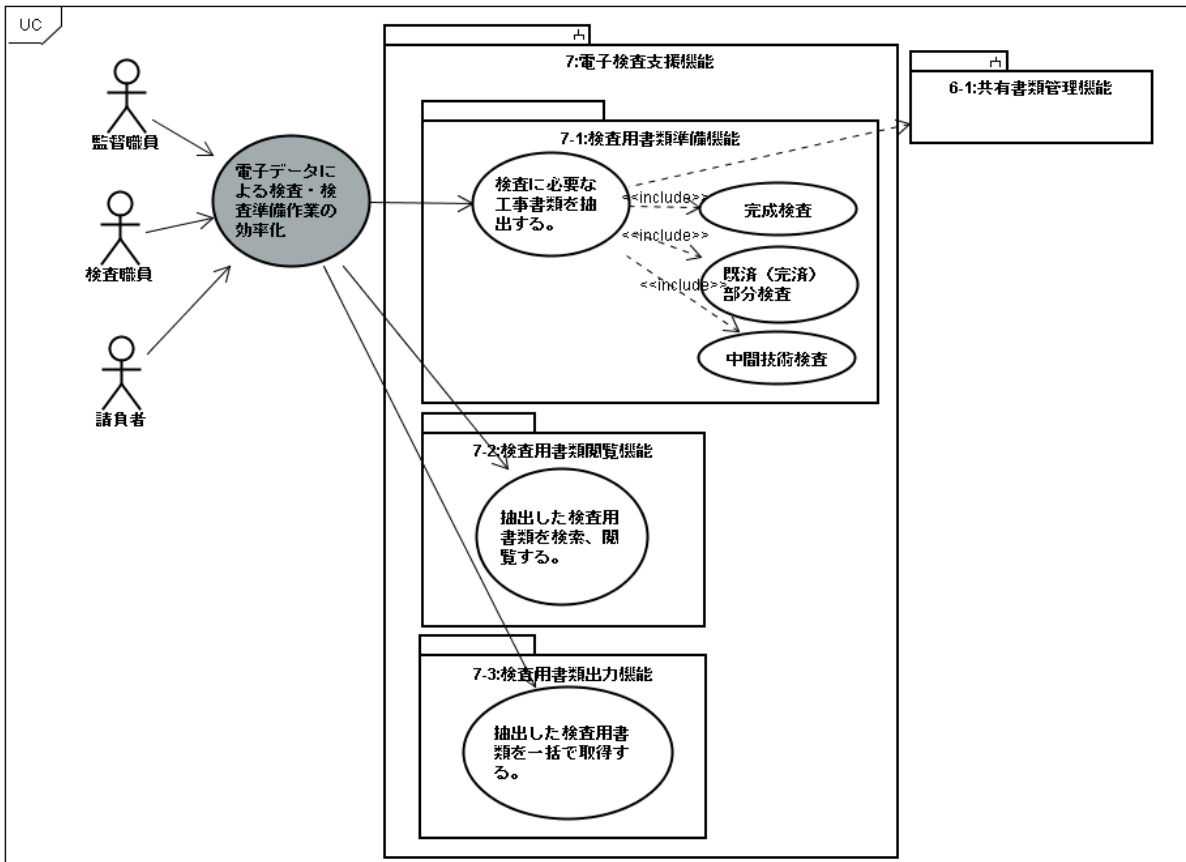 UC
監督職員
検査職員
請負者
電子データに
よる検査・検
査準備作業の
効率化
7:電子検査支援機能
7-1:検査用書類準備機能
検査に必要な
工事書類を抽
出する。
<<include>>
完成検査
<<include>>
既済（完済）
部分検査
<<include>>
中間技術検査
7-2:検査用書類閲覧機能
抽出した検査用
書類を検索、閲
覧する。
7-3:検査用書類出力機能
抽出した検査用書
類を一括で取得す
る。
6-1:共有書類管理機能